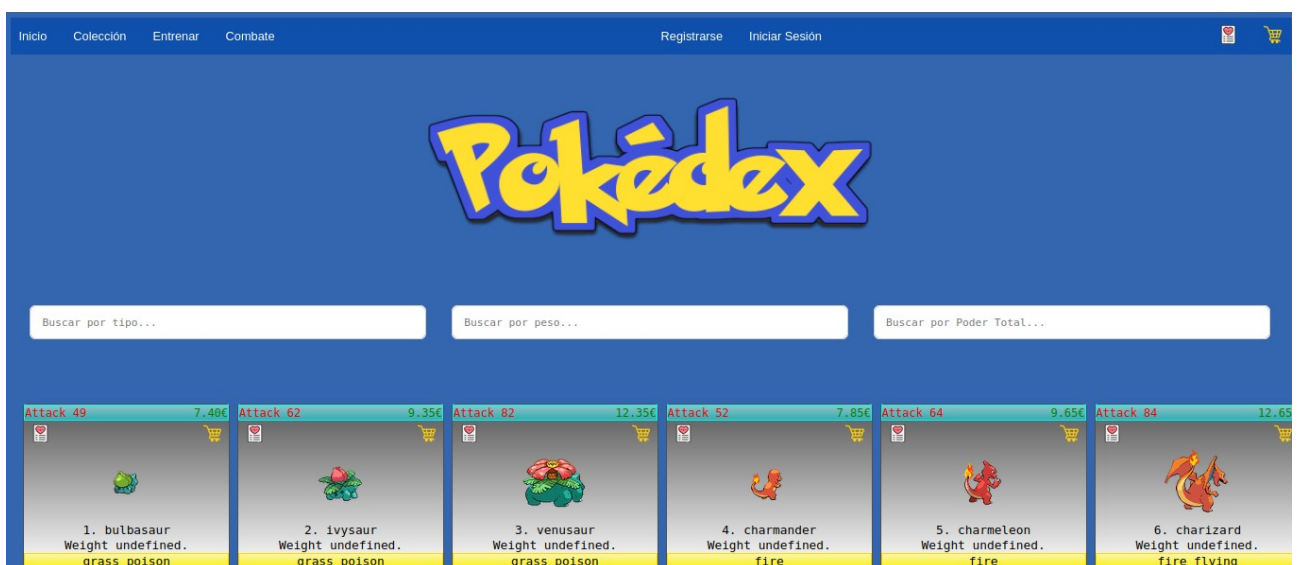 Inicio Colección Entrenar Combate Registrarse Iniciar Sesión
Pokédex
Buscar por tipo... Buscar por peso... Buscar por Poder Total...
Attack 49 7.40€ Attack 62 9.35€ Attack 82 12.35€ Attack 52 7.85€ Attack 64 9.65€ Attack 84 12.65
1. bulbasaur 2. ivysaur 3. venusaur 4. charmander 5. charmeleon 6. charizard
Weight undefined. Weight undefined. Weight undefined. Weight undefined. Weight undefined. Weight undefined.
grass poison grass poison grass poison fire fire fire flying